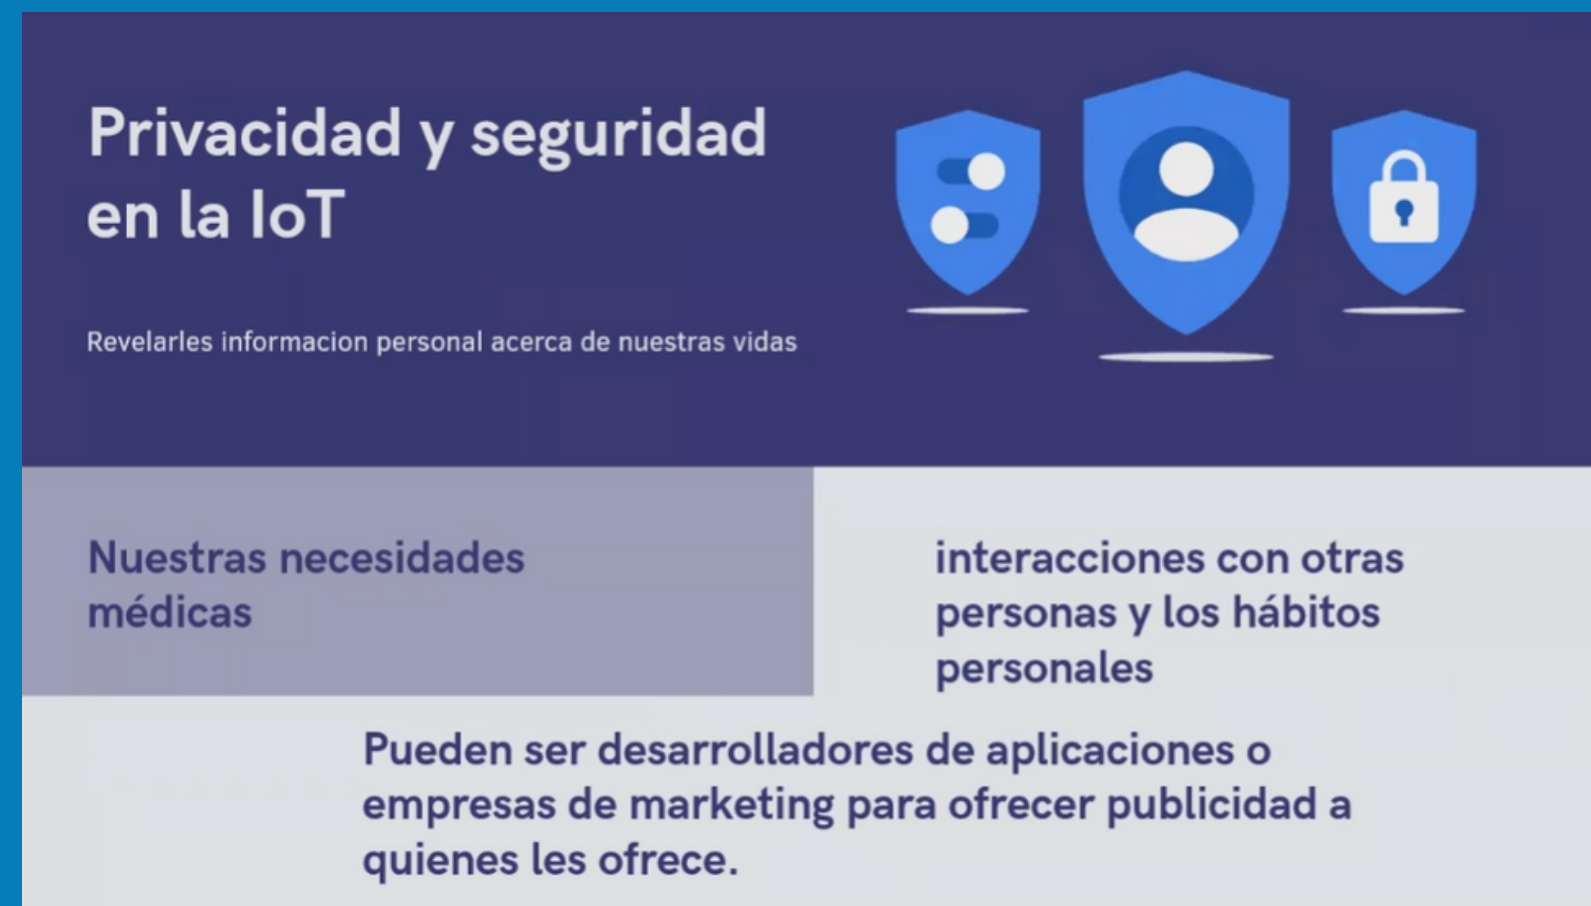 Privacidad y seguridad
en la IoT
Revelarles informacion personal acerca de nuestras vidas
Nuestras necesidades
médicas
interacciones con otras
personas y los hábitos
personales
Pueden ser desarrolladores de aplicaciones o
empresas de marketing para ofrecer publicidad a
quienes les ofrece.